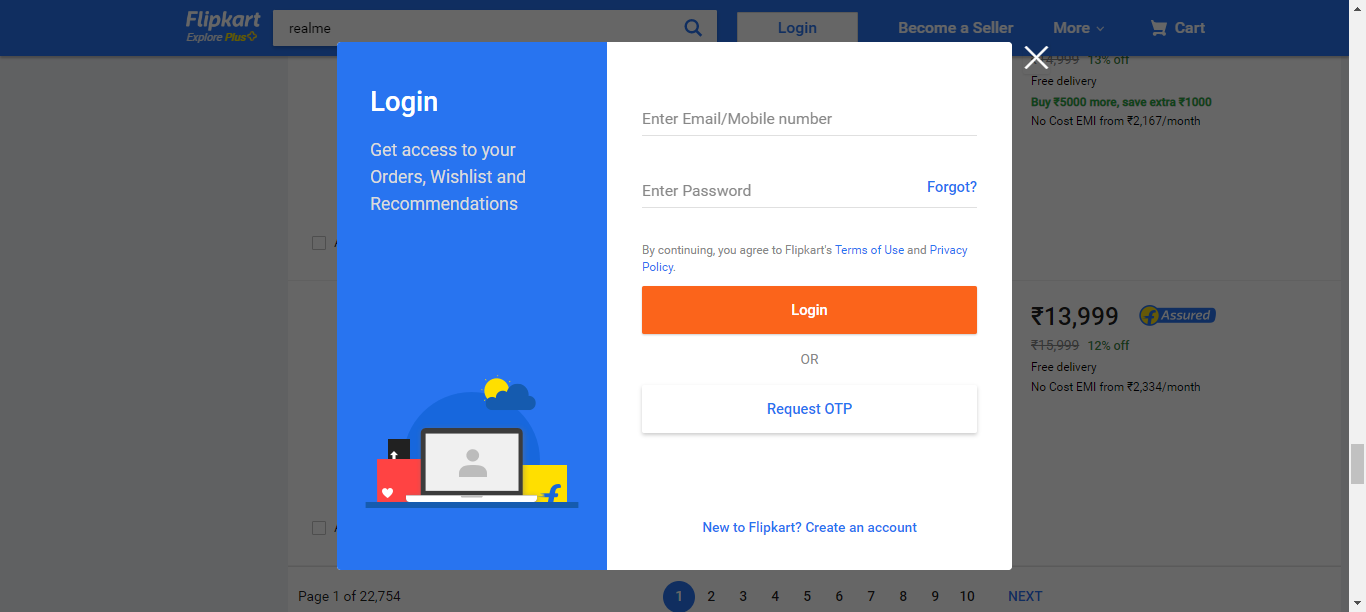 Flipkart
Explore Plus
realme
Login
Become a Seller
More
Cart
Login
Get access to your
Orders, Wishlist and
Recommendations
Enter Email/Mobile number
Enter Password
Forgot?
By continuing, you agree to Flipkart's Terms of Use and Privacy
Policy.
Login
OR
Request OTP
New to Flipkart? Create an account
13% off
Free delivery
Buy ₹5000 more, save extra ₹1000
No Cost EMI from ₹2,167/month
₹13,999
Assured
₹15,999 12% off
Free delivery
No Cost EMI from ₹2,334/month
Page 1 of 22,754
1 2 3 4 5 6 7 8 9 10 NEXT